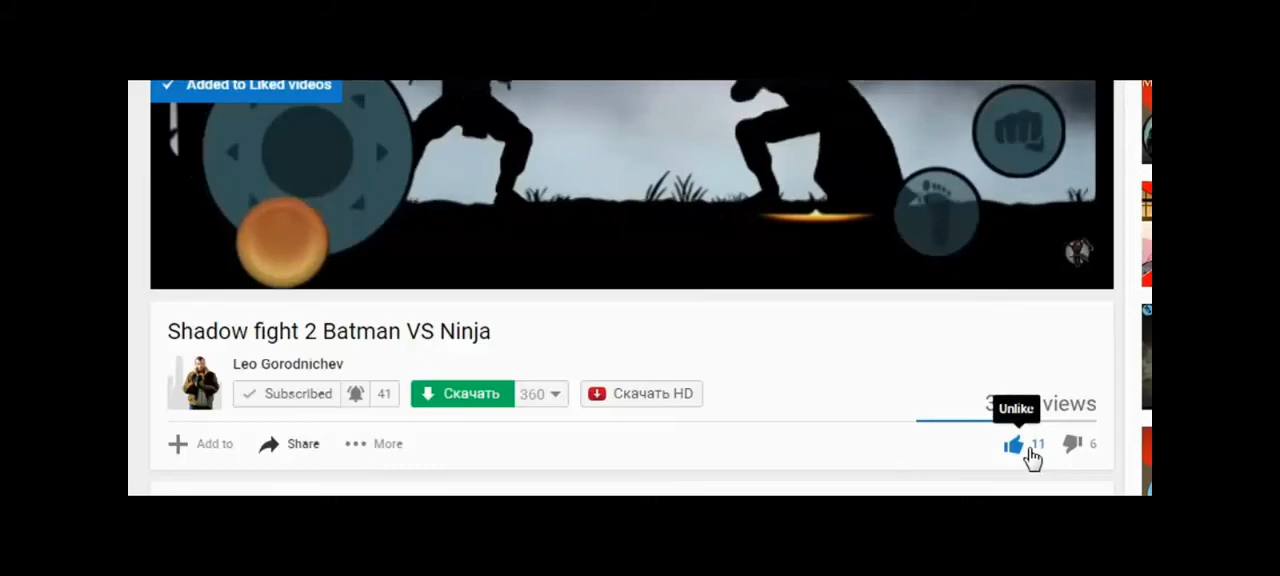 Added to Liked videos
Shadow fight 2 Batman VS Ninja
Leo Gorodnichev
Subscribed 41 Скачать 360 Скачать HD
Unlike
views
Add to Share More 11 6